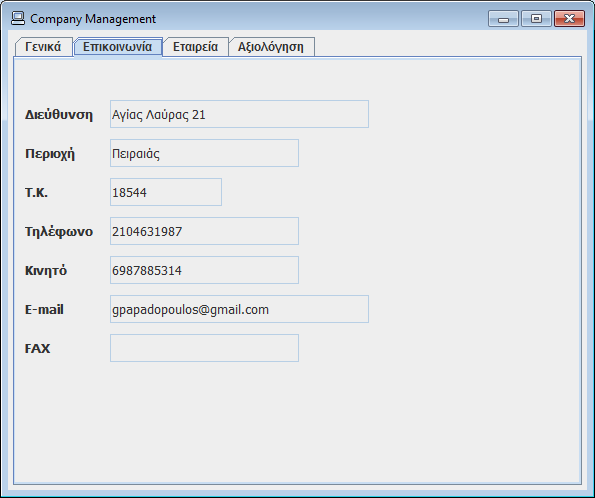 Company Management
Γενικά Επικοινωνία Εταιρεία Αξιολόγηση
Διεύθυνση Αγίας Λαύρας 21
Περιοχή Πειραιάς
Τ.Κ. 18544
Τηλέφωνο 2104631987
Κινητό 6987885314
E-mail gpapadopoulos@gmail.com
FAX